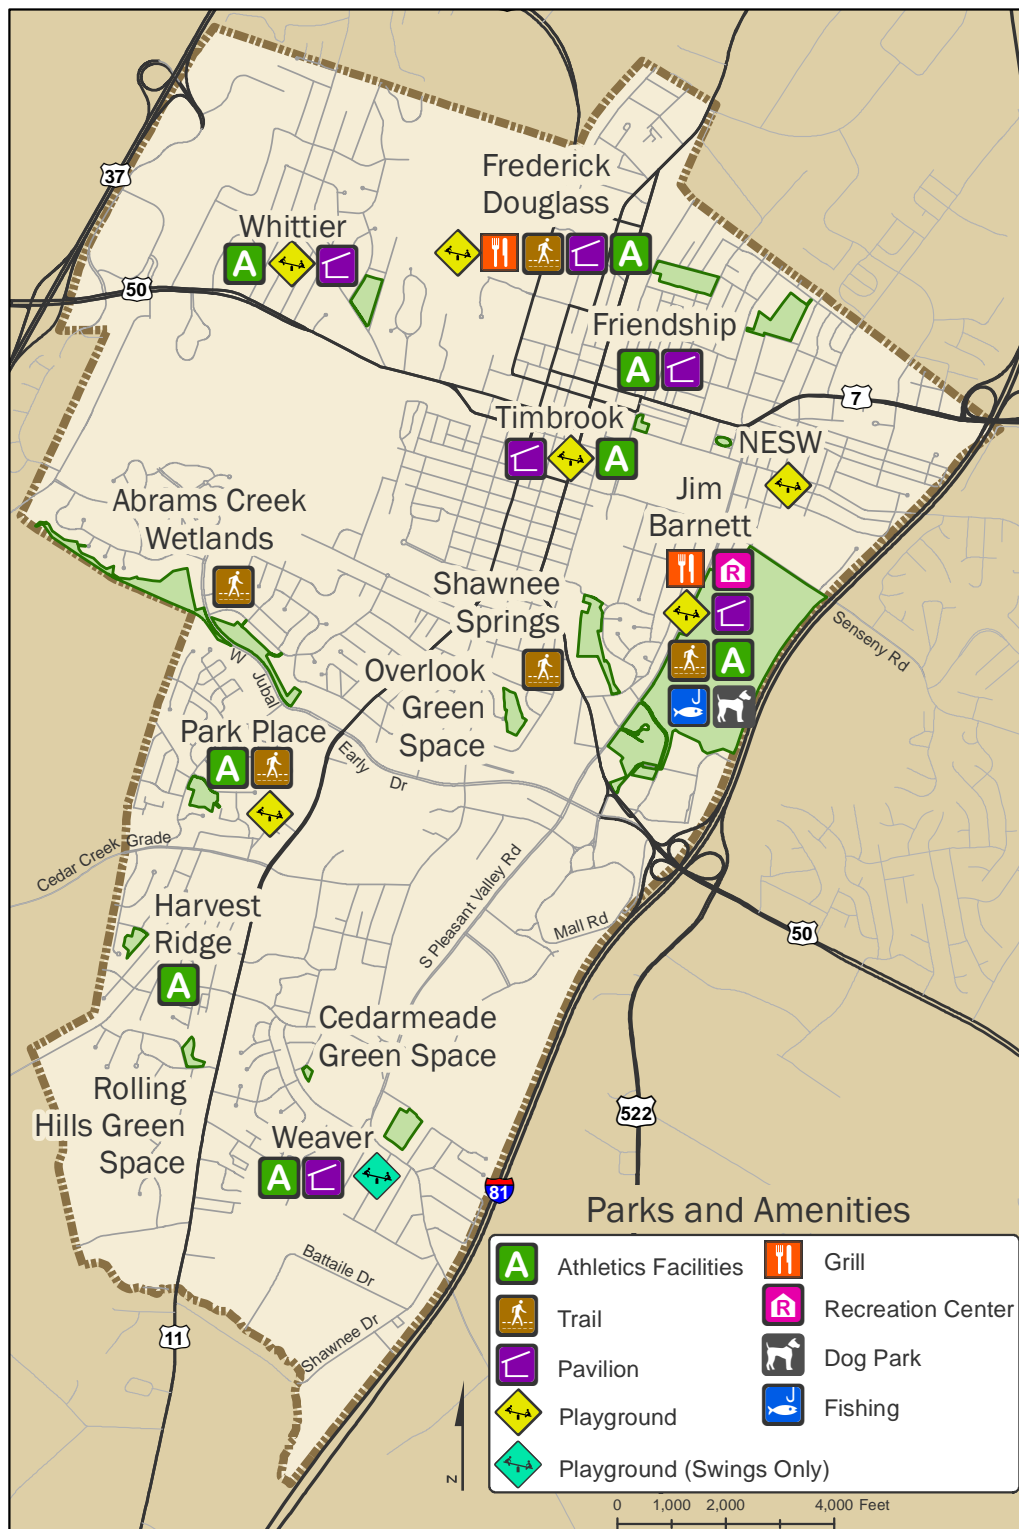 37
Frederick
Douglass
Whittier
A
A
50
Friendship
A
7
Timbrook
A
NESW
Jim
Barnett
R
A
Abrams Creek
Wetlands
Shawnee
Springs
Senseny Rd
W Jubal Early Dr
Overlook
Green
Space
Park Place
A
Cedar Creek Grade
S Pleasant Valley Rd
Mall Rd
50
Harvest
Ridge
A
Cedarmeade
Green Space
Rolling
Hills Green
Space
522
Weaver
A
81
Battaile Dr
Shawnee Dr
11
Parks and Amenities
A Athletics Facilities
Trail
Pavilion
Playground
Playground (Swings Only)
Grill
R Recreation Center
Dog Park
Fishing
z
0 1,000 2,000 4,000 Feet